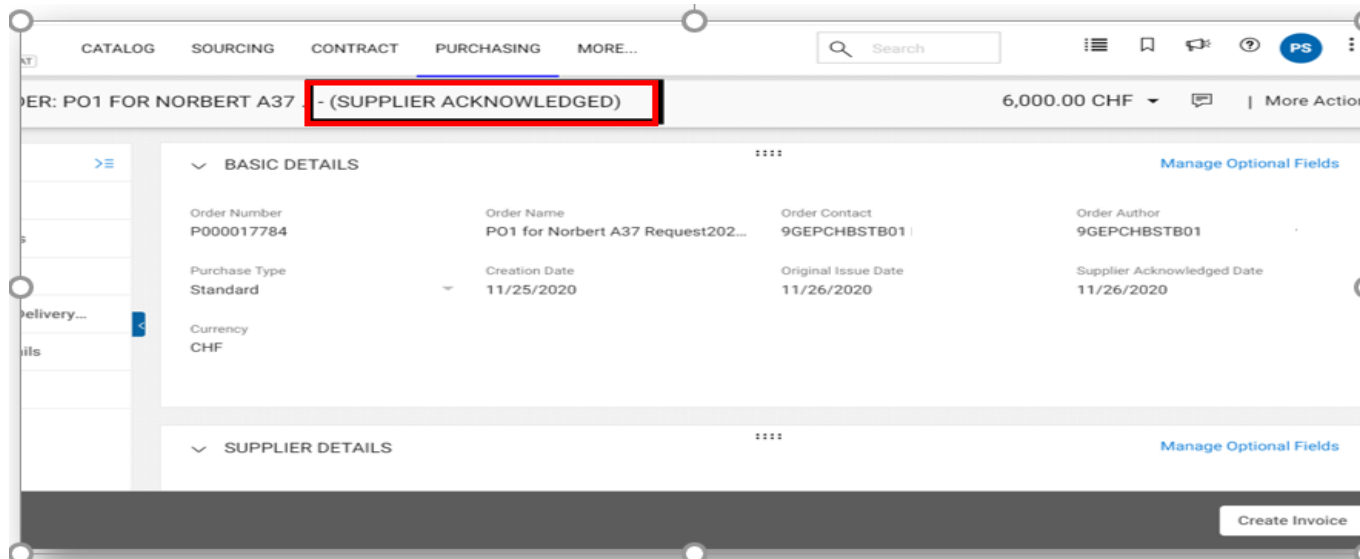 CATALOG SOURCING CONTRACT PURCHASING MORE... Search PS
DER: PO1 FOR NORBERT A37 . - (SUPPLIER ACKNOWLEDGED) 6,000.00 CHF | More Action
BASIC DETAILS Manage Optional Fields
Order Number Order Name Order Contact Order Author
P000017784 PO1 for Norbert A37 Request202... 9GEPCHBSTB01 9GEPCHBSTB01
Purchase Type Creation Date Original Issue Date Supplier Acknowledged Date
Standard 11/25/2020 11/26/2020 11/26/2020
Delivery...
Currency
ils
CHF
SUPPLIER DETAILS Manage Optional Fields
Create Invoice